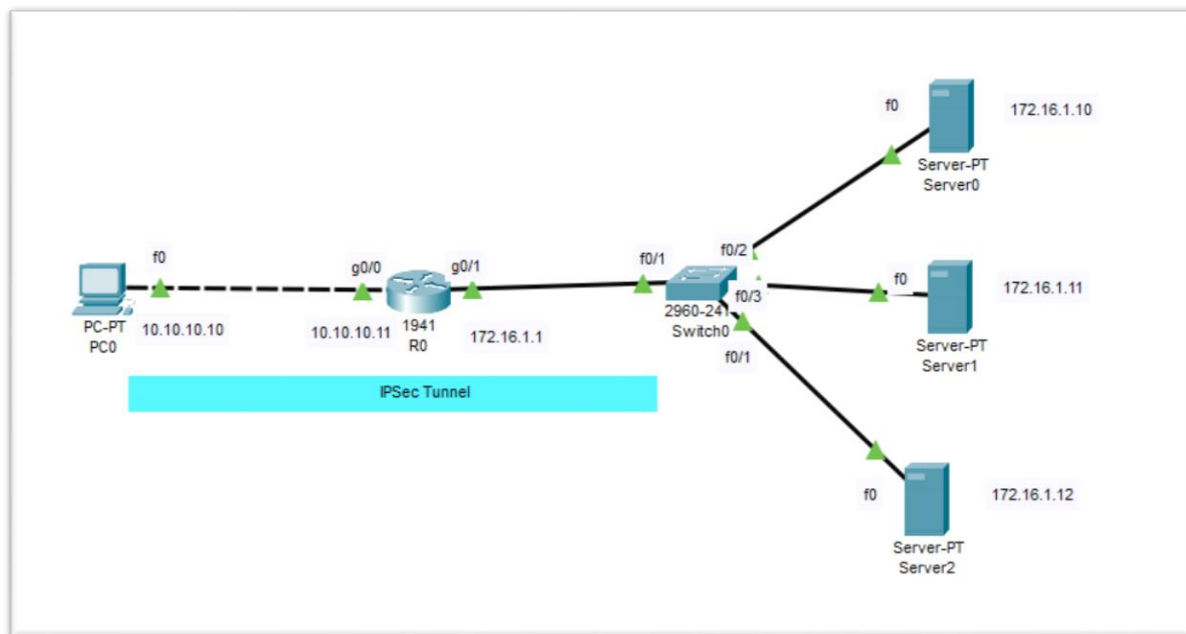 f0
172.16.1.10
Server-PT
Server0
f0
g0/0
g0/1
f0/1
f0/2
f0
172.16.1.11
PC-PT
PC0
10.10.10.10
10.10.10.11
1941
R0
172.16.1.1
f0/3
Switch0
f0/1
Server-PT
Server1
IPSec Tunnel
f0
172.16.1.12
Server-PT
Server2